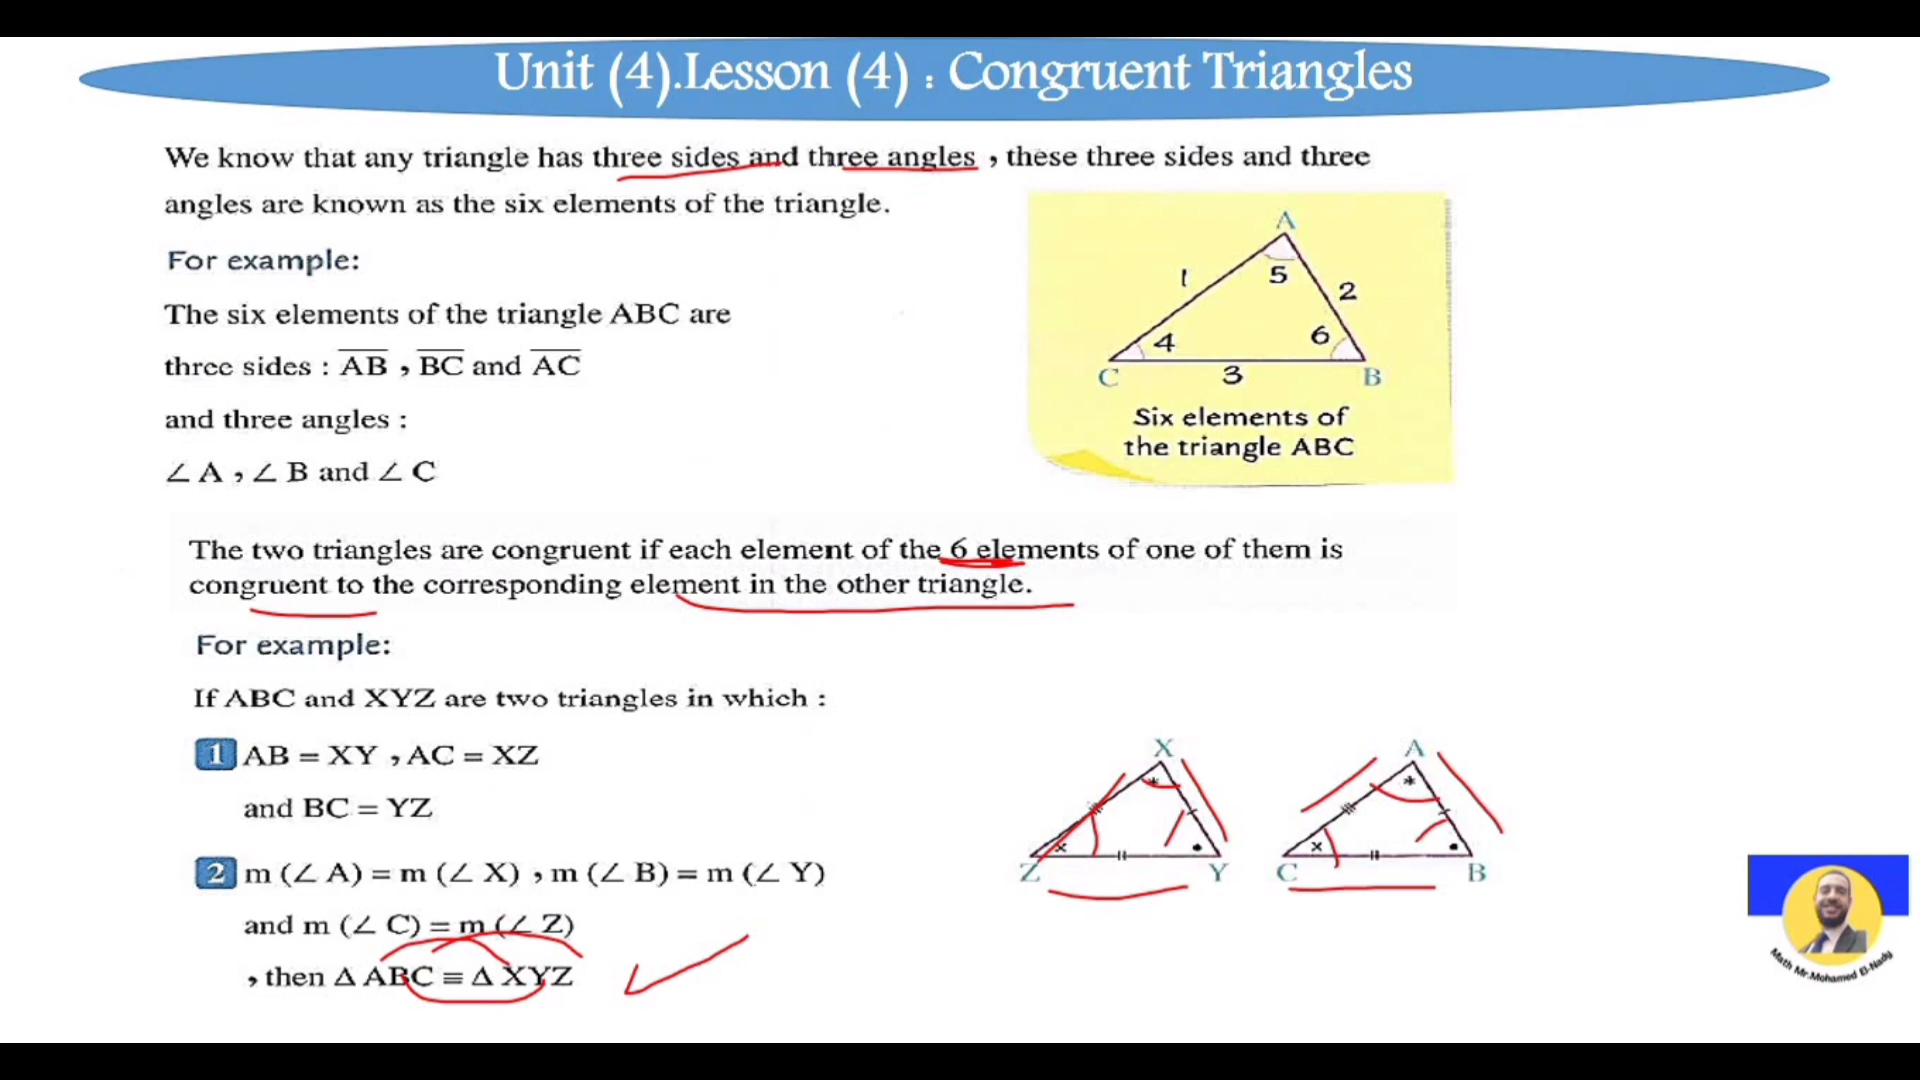 Unit (4).Lesson (4) : Congruent Triangles
We know that any triangle has three sides and three angles , these three sides and three
angles are known as the six elements of the triangle.
For example:
The six elements of the triangle ABC are
three sides : A̅B̅ , B̅C̅ and A̅C̅
and three angles :
∠ A , ∠ B and ∠ C
A
1
5
2
4
6
C
3
B
Six elements of
the triangle ABC
The two triangles are congruent if each element of the 6 elements of one of them is
congruent to the corresponding element in the other triangle.
For example:
If ABC and XYZ are two triangles in which :
1 AB = XY , AC = XZ
and BC = YZ
2 m (∠ A) = m (∠ X) , m (∠ B) = m (∠ Y)
and m (∠ C) = m (∠ Z)
, then Δ ABC ≡ Δ XYZ
X
Z
Y
A
C
B
Math Mr.Mohamed El-Nady